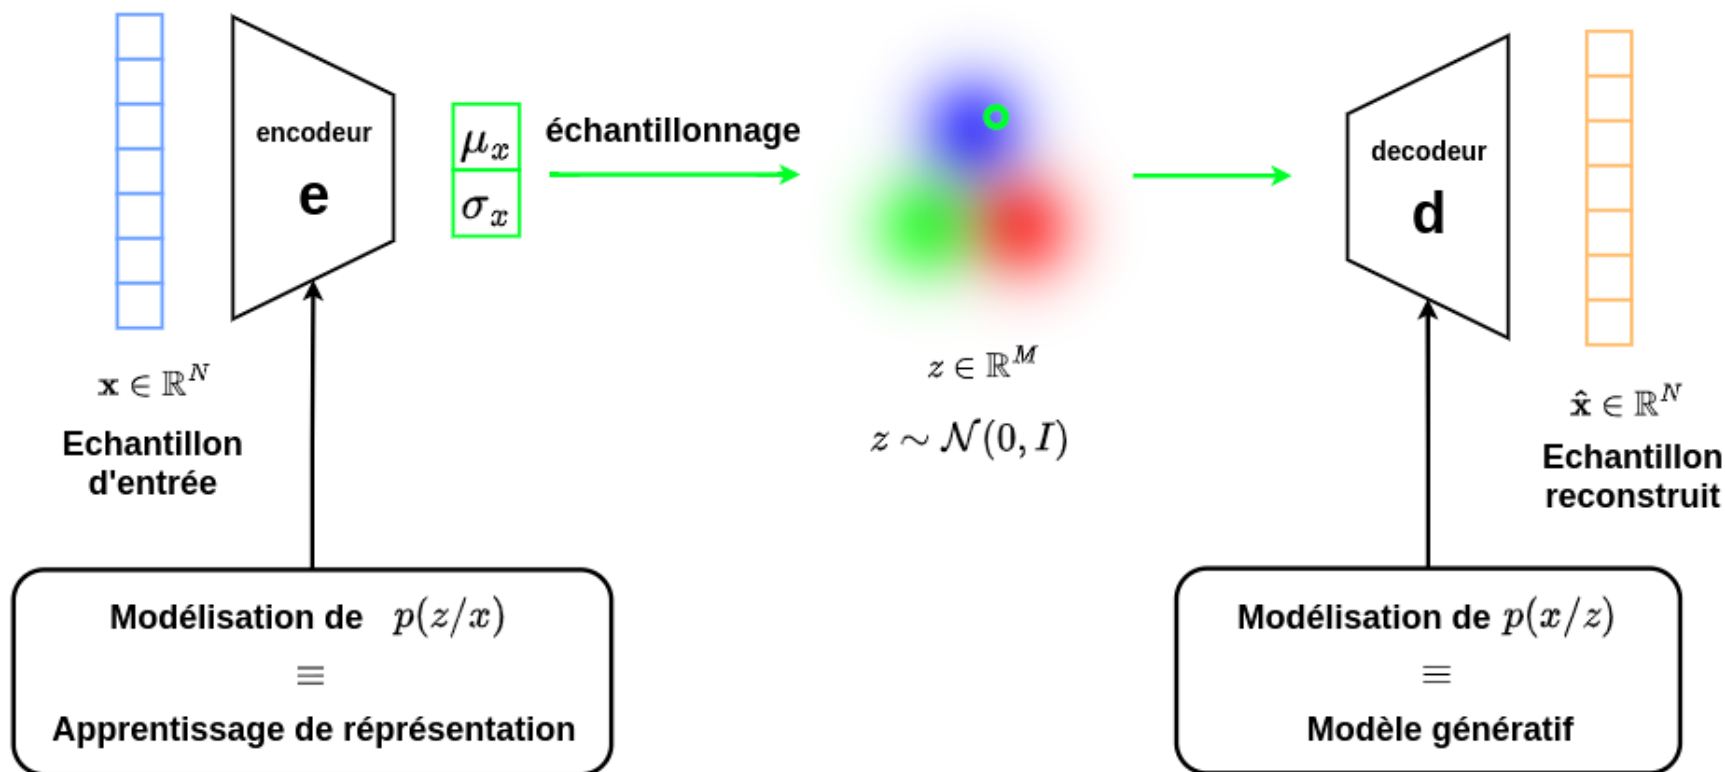 encodeur
e
μₓ
σₓ
échantillonnage
decodeur
d
z ∈ ℝᴹ
z ∼ 𝒩(0, I)
𝐱 ∈ ℝᴺ
Echantillon
d'entrée
𝐱̂ ∈ ℝᴺ
Echantillon
reconstruit
Modélisation de p(z/x)
≡
Apprentissage de réprésentation
Modélisation de p(x/z)
≡
Modèle génératif